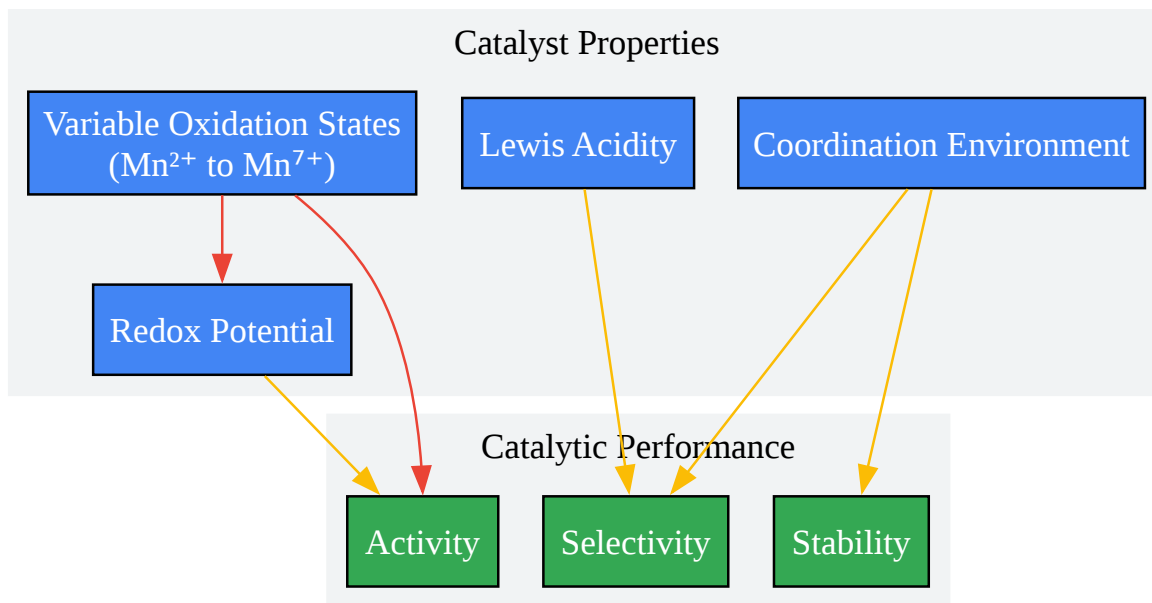 Catalyst Properties
Variable Oxidation States
(Mn²⁺ to Mn⁷⁺)
Lewis Acidity
Coordination Environment
Redox Potential
Catalytic Performance
Activity
Selectivity
Stability